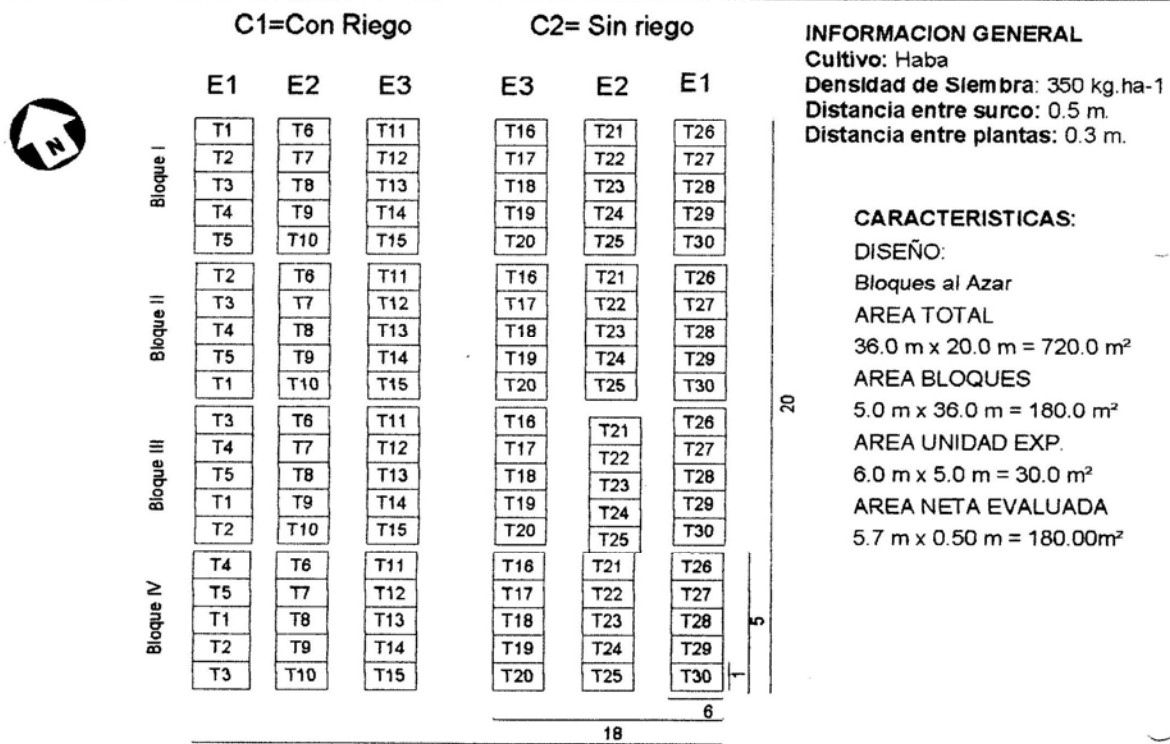 C1=Con Riego C2= Sin riego
E1 E2 E3 E3 E2 E1
N
Bloque I
T1 T6 T11 T16 T21 T26
T2 T7 T12 T17 T22 T27
T3 T8 T13 T18 T23 T28
T4 T9 T14 T19 T24 T29
T5 T10 T15 T20 T25 T30
Bloque II
T2 T6 T11 T16 T21 T26
T3 T7 T12 T17 T22 T27
T4 T8 T13 T18 T23 T28
T5 T9 T14 T19 T24 T29
T1 T10 T15 T20 T25 T30
Bloque III
T3 T6 T11 T16 T21 T26
T4 T7 T12 T17 T22 T27
T5 T8 T13 T18 T23 T28
T1 T9 T14 T19 T24 T29
T2 T10 T15 T20 T25 T30
Bloque IV
T4 T6 T11 T16 T21 T26
T5 T7 T12 T17 T22 T27
T1 T8 T13 T18 T23 T28
T2 T9 T14 T19 T24 T29
T3 T10 T15 T20 T25 T30
1
5
20
6
18
INFORMACION GENERAL
Cultivo: Haba
Densidad de Siembra: 350 kg.ha-1
Distancia entre surco: 0.5 m.
Distancia entre plantas: 0.3 m.
CARACTERISTICAS:
DISEÑO:
Bloques al Azar
AREA TOTAL
36.0 m x 20.0 m = 720.0 m²
AREA BLOQUES
5.0 m x 36.0 m = 180.0 m²
AREA UNIDAD EXP.
6.0 m x 5.0 m = 30.0 m²
AREA NETA EVALUADA
5.7 m x 0.50 m = 180.00m²